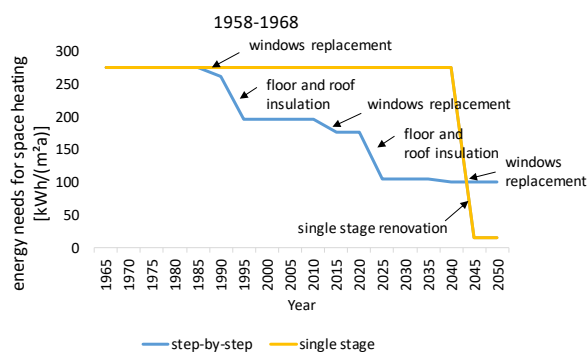 1958-1968
energy needs for space heating
[kWh/(m²a)]
300
250
200
150
100
50
0
windows replacement
floor and roof
insulation
windows replacement
floor and
roof insulation
windows
replacement
single stage renovation
1965
1970
1975
1980
1985
1990
1995
2000
2005
2010
2015
2020
2025
2030
2035
2040
2045
2050
Year
step-by-step
single stage